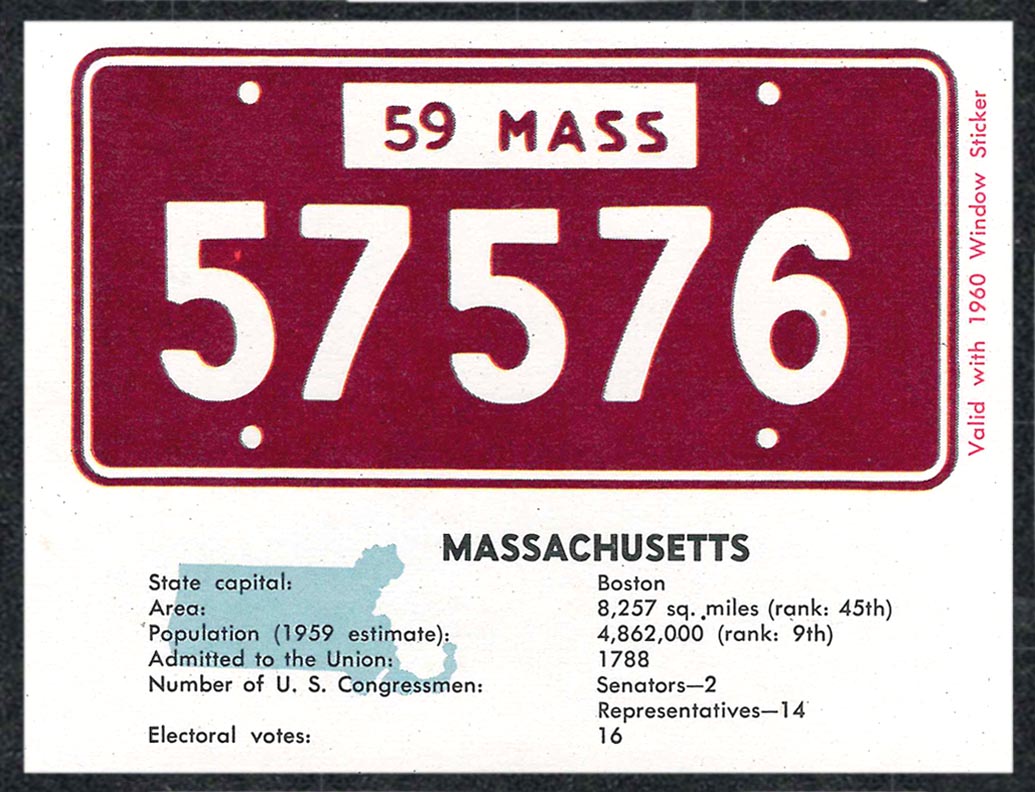 59 MASS
57576
Valid with 1960 Window Sticker
MASSACHUSETTS
State capital: Boston
Area: 8,257 sq. miles (rank: 45th)
Population (1959 estimate): 4,862,000 (rank: 9th)
Admitted to the Union: 1788
Number of U. S. Congressmen: Senators—2
Representatives—14
Electoral votes: 16